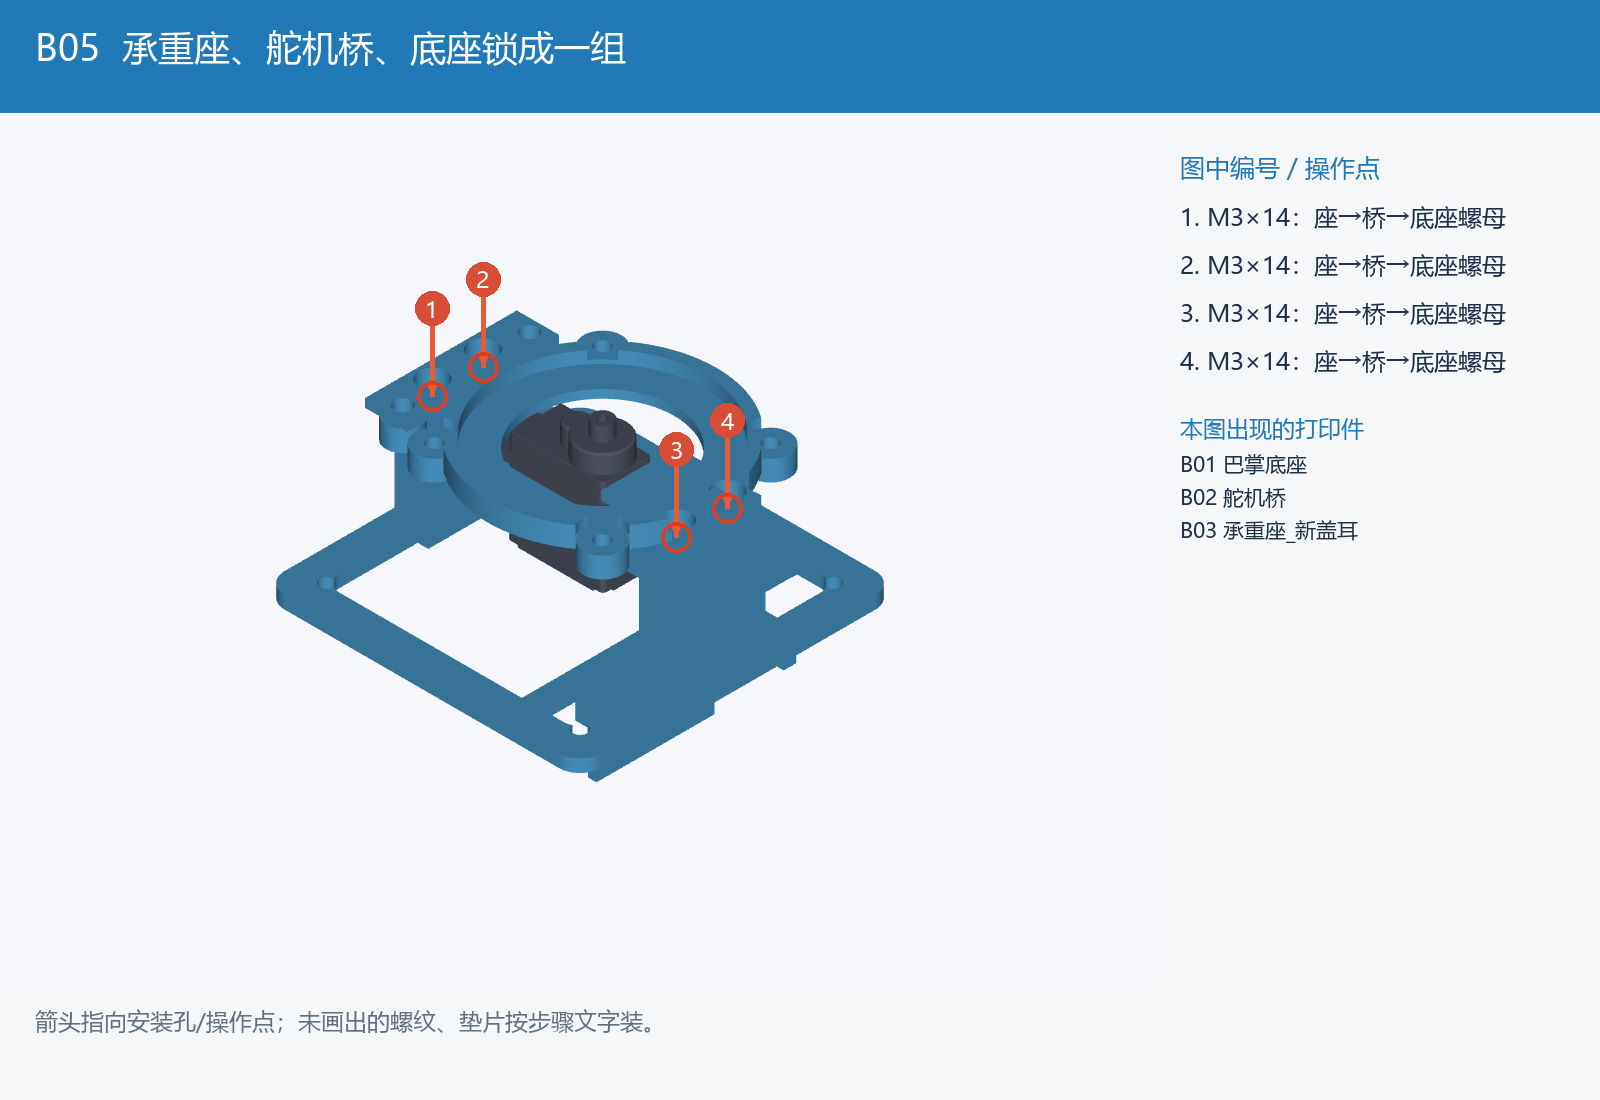 B05 承重座、舵机桥、底座锁成一组
图中编号 / 操作点
1. M3×14：座→桥→底座螺母
2. M3×14：座→桥→底座螺母
3. M3×14：座→桥→底座螺母
4. M3×14：座→桥→底座螺母
本图出现的打印件
B01 巴掌底座
B02 舵机桥
B03 承重座_新盖耳
2
1
4
3
箭头指向安装孔/操作点；未画出的螺纹、垫片按步骤文字装。